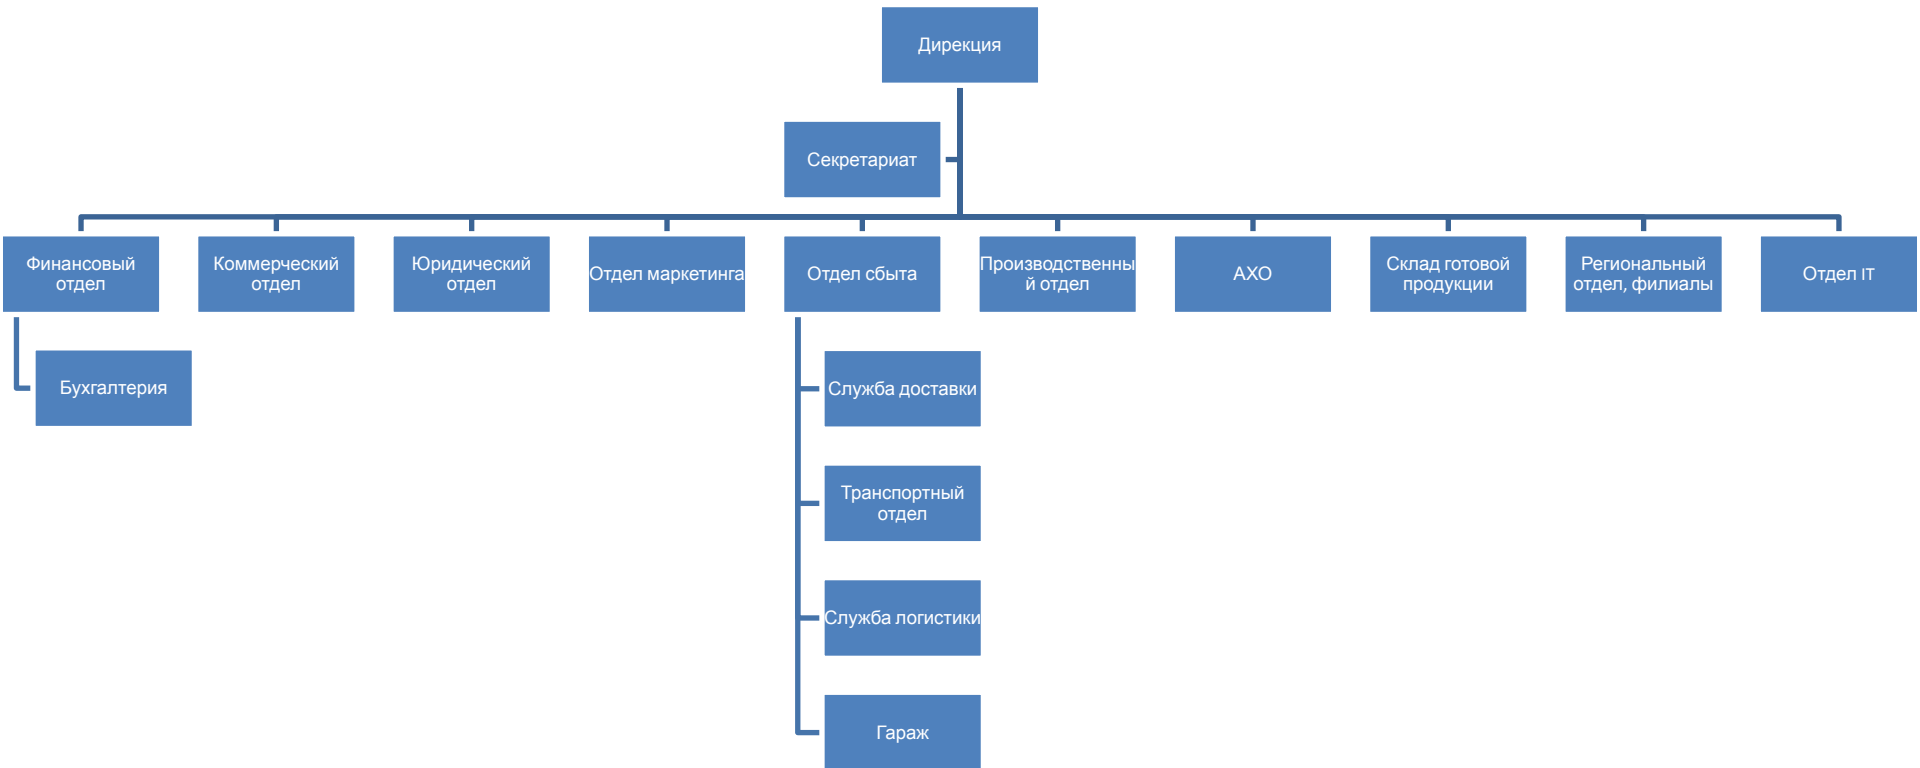 Дирекция
Секретариат
Финансовый
отдел
Коммерческий
отдел
Юридический
отдел
Отдел маркетинга
Отдел сбыта
Производственны
й отдел
АХО
Склад готовой
продукции
Региональный
отдел, филиалы
Отдел IT
Бухгалтерия
Служба доставки
Транспортный
отдел
Служба логистики
Гараж